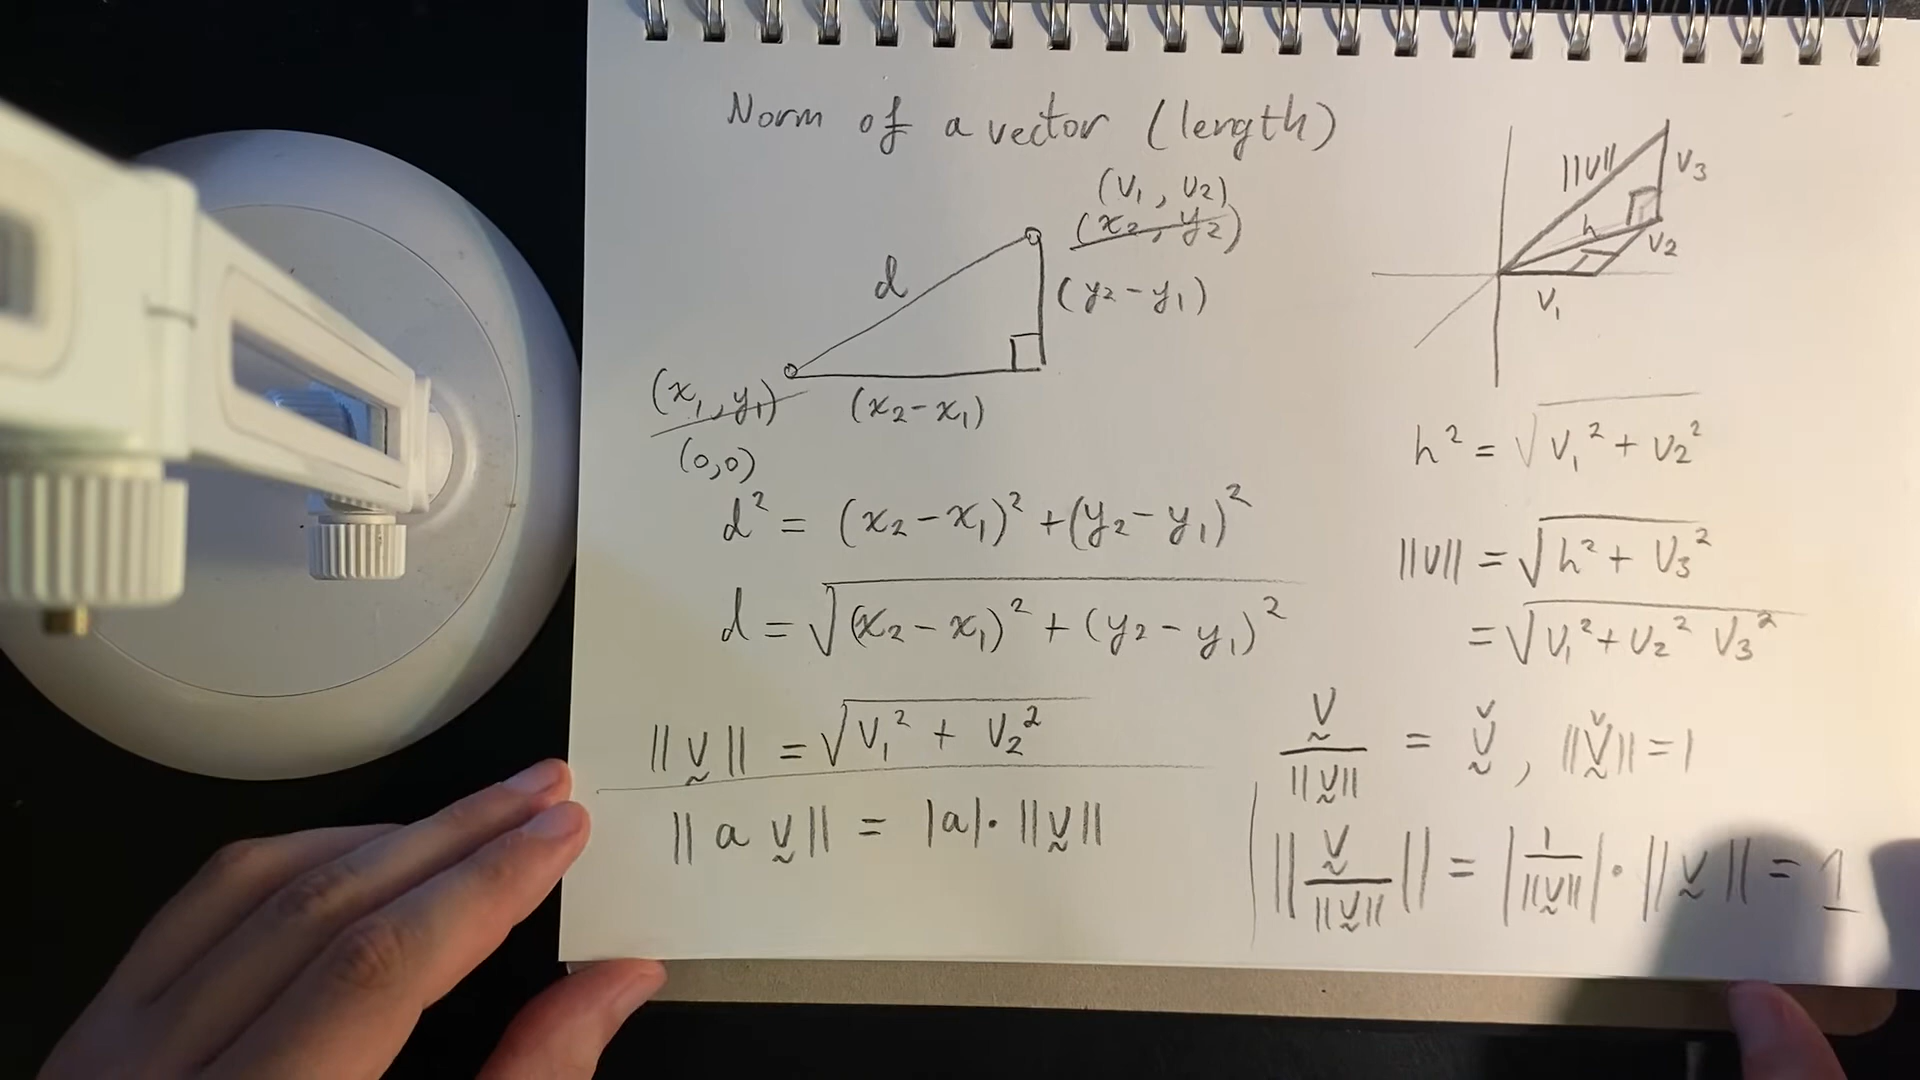 Norm of a vector (length)
(v₁, v₂)
(x₂, y₂)
d
(y₂-y₁)
(x₁, y₁)
(x₂-x₁)
(0,0)
d² = (x₂-x₁)² + (y₂-y₁)²
d = √(x₂-x₁)² + (y₂-y₁)²
||v|| = √v₁² + v₂²
||a v|| = |a|·||v||
||v||
v₃
h
v₂
v₁
h² = √v₁² + v₂²
||v|| = √h² + v₃²
= √v₁² + v₂² v₃²
v/||v|| = v̌, ||v̌|| = 1
||v/||v|| || = |1/||v|||·||v|| = 1